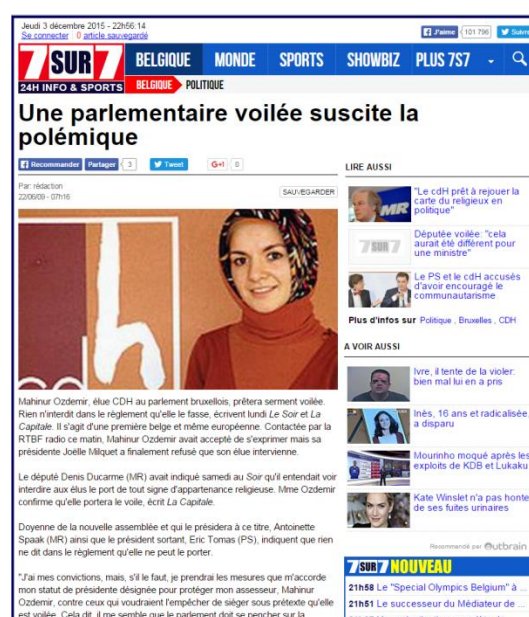 Jeudi 3 décembre 2015 - 22h56:14
Se connecter 0 article sauvegardé
J'aime 101 796 Suivre
7 SUR 7
24H INFO & SPORTS
BELGIQUE MONDE SPORTS SHOWBIZ PLUS 7S7
BELGIQUE POLITIQUE
Une parlementaire voilée suscite la
polémique
Recommander Partager 3 Tweet G+1 0
Par: rédaction
22/06/09 - 07h16
SAUVEGARDER
cd h
Mahinur Ozdemir, élue CDH au parlement bruxellois, prêtera serment voilée.
Rien n'interdit dans le règlement qu'elle le fasse, écrivent lundi Le Soir et La
Capitale. Il s'agit d'une première belge et même européenne. Contactée par la
RTBF radio ce matin, Mahinur Ozdemir avait accepté de s'exprimer mais sa
présidente Joëlle Milquet a finalement refusé que son élue intervienne.
Le député Denis Ducarme (MR) avait indiqué samedi au Soir qu'il entendait voir
interdire aux élus le port de tout signe d'appartenance religieuse. Mme Ozdemir
confirme qu'elle portera le voile, écrit La Capitale.
Doyenne de la nouvelle assemblée et qui le présidera à ce titre, Antoinette
Spaak (MR) ainsi que le président sortant, Eric Tomas (PS), indiquent que rien
ne dit dans le règlement qu'elle ne peut le porter.
"J'ai mes convictions, mais, s'il le faut, je prendrai les mesures que m'accorde
mon statut de présidente désignée pour protéger mon assesseur, Mahinur
Ozdemir, contre ceux qui voudraient l'empêcher de siéger sous prétexte qu'elle
est voilée. Cela dit, il me semble que le parlement doit se pencher sur la
LIRE AUSSI
MR
"Le cdH prêt à rejouer la
carte du religieux en
politique"
7 SUR 7
Députée voilée: "cela
aurait été différent pour
une ministre"
Le PS et le cdH accusés
d'avoir encouragé le
communautarisme
Plus d'infos sur Politique , Bruxelles , CDH
A VOIR AUSSI
Ivre, il tente de la violer:
bien mal lui en a pris
Inès, 16 ans et radicalisée,
a disparu
Mourinho moqué après les
exploits de KDB et Lukaku
Kate Winslet n'a pas honte
de ses fuites urinaires
Recommandé par Outbrain
7 SUR 7 NOUVEAU
21h58 Le "Special Olympics Belgium" à ...
21h51 Le successeur du Médiateur de ...